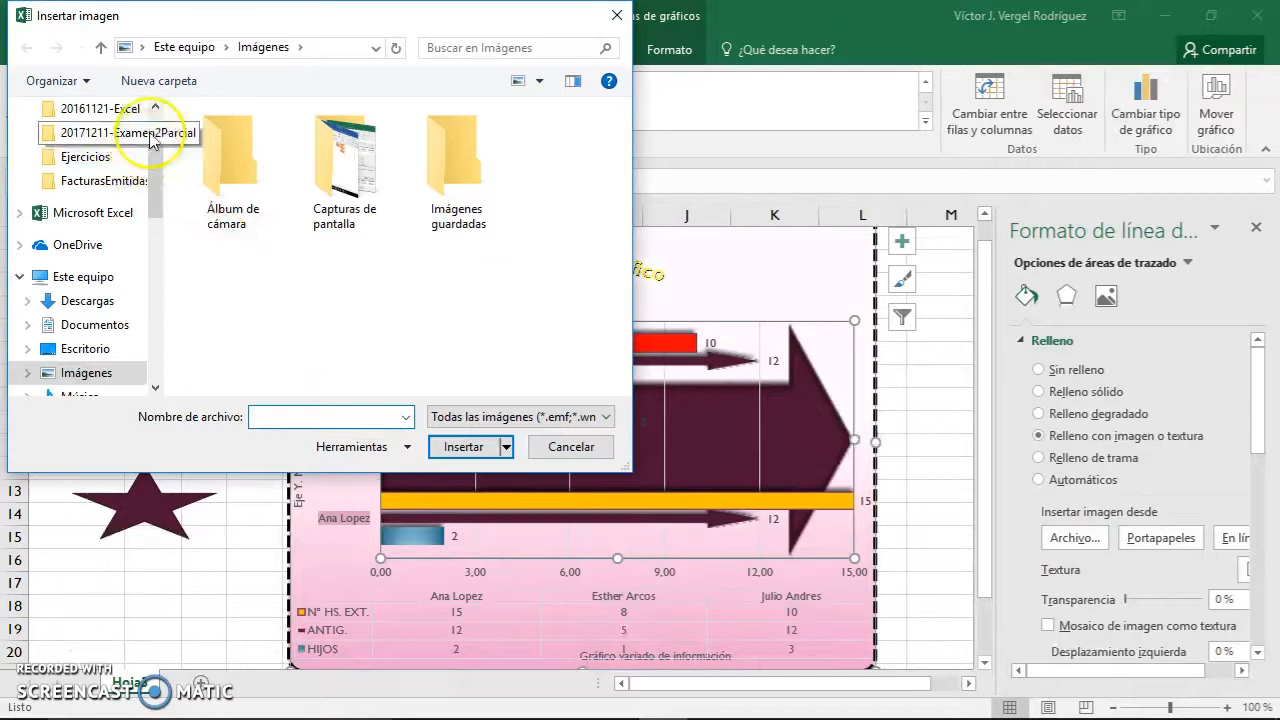 Insertar imagen
as de gráficos
Víctor J. Vergel Rodríguez
Este equipo
Imágenes
Buscar en Imágenes
Formato
¿Qué desea hacer?
Compartir
Organizar
Nueva carpeta
20161121-Excel
20171211-Examen2Parcial
Ejercicios
FacturasEmitidas
Microsoft Excel
OneDrive
Este equipo
Descargas
Documentos
Escritorio
Imágenes
Álbum de cámara
Capturas de pantalla
Imágenes guardadas
Cambiar entre filas y columnas
Seleccionar datos
Cambiar tipo de gráfico
Mover gráfico
Datos
Tipo
Ubicación
Nombre de archivo:
Todas las imágenes (*.emf;*.wn
Herramientas
Insertar
Cancelar
J
K
L
M
fico
10
12
8
15
Ana Lopez
12
2
0,00
3,00
6,00
9,00
12,00
15,00
Ana Lopez
Esther Arcos
Julio Andres
Nº HS. EXT.
15
8
10
ANTIG.
12
5
12
HIJOS
2
1
3
Gráfico variado de información
13
14
15
16
17
18
19
20
Formato de línea d...
Opciones de áreas de trazado
Relleno
Sin relleno
Relleno sólido
Relleno degradado
Relleno con imagen o textura
Relleno de trama
Automáticos
Insertar imagen desde
Archivo...
Portapapeles
En lín
Textura
Transparencia
0 %
Mosaico de imagen como textura
Desplazamiento izquierda
0 %
RECORDED WITH
SCREENCAST MATIC
Listo
100 %